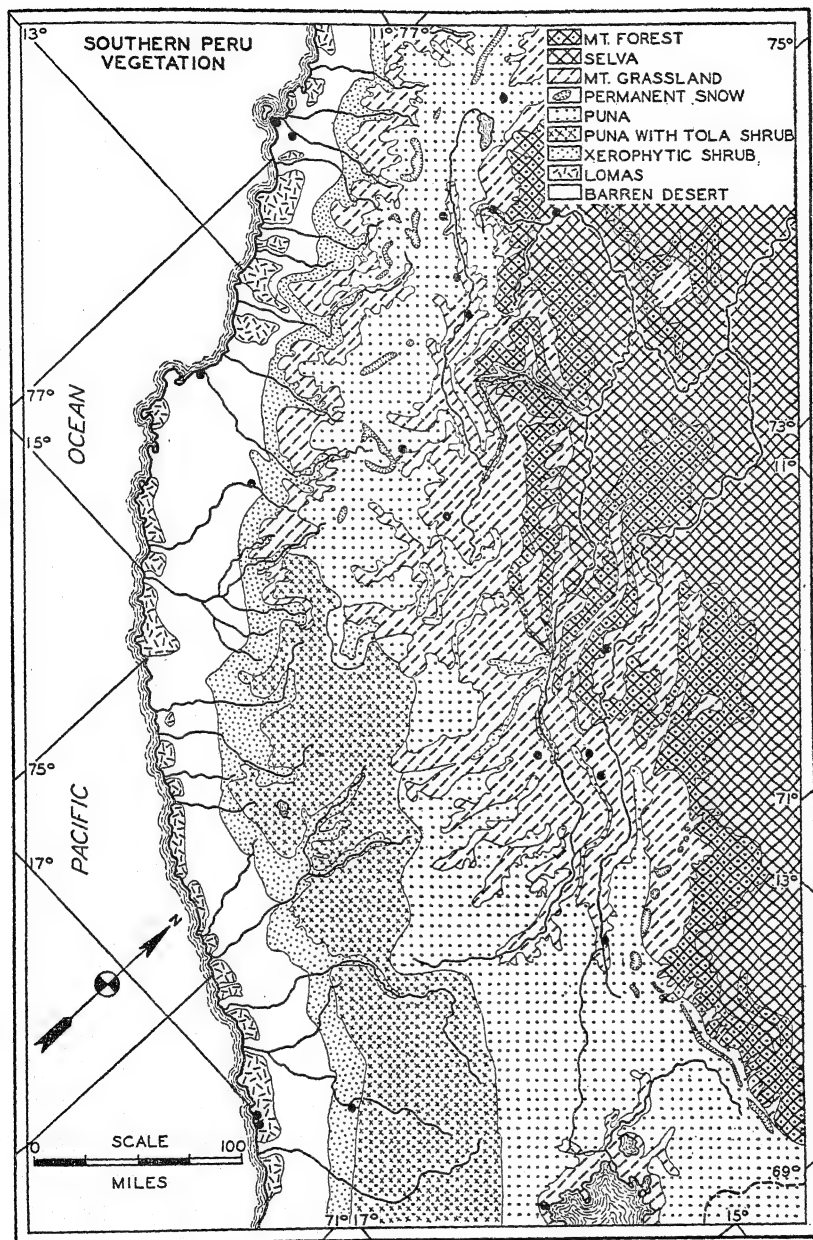 13°
SOUTHERN PERU
VEGETATION
11°
77°
75°
MT. FOREST
SELVA
MT. GRASSLAND
PERMANENT SNOW
PUNA
PUNA WITH TOLA SHRUB
XEROPHYTIC SHRUB
LOMAS
BARREN DESERT
77°
15°
OCEAN
73°
11°
75°
17°
PACIFIC
71°
13°
N
0 SCALE 100
MILES
69°
71°
17°
15°